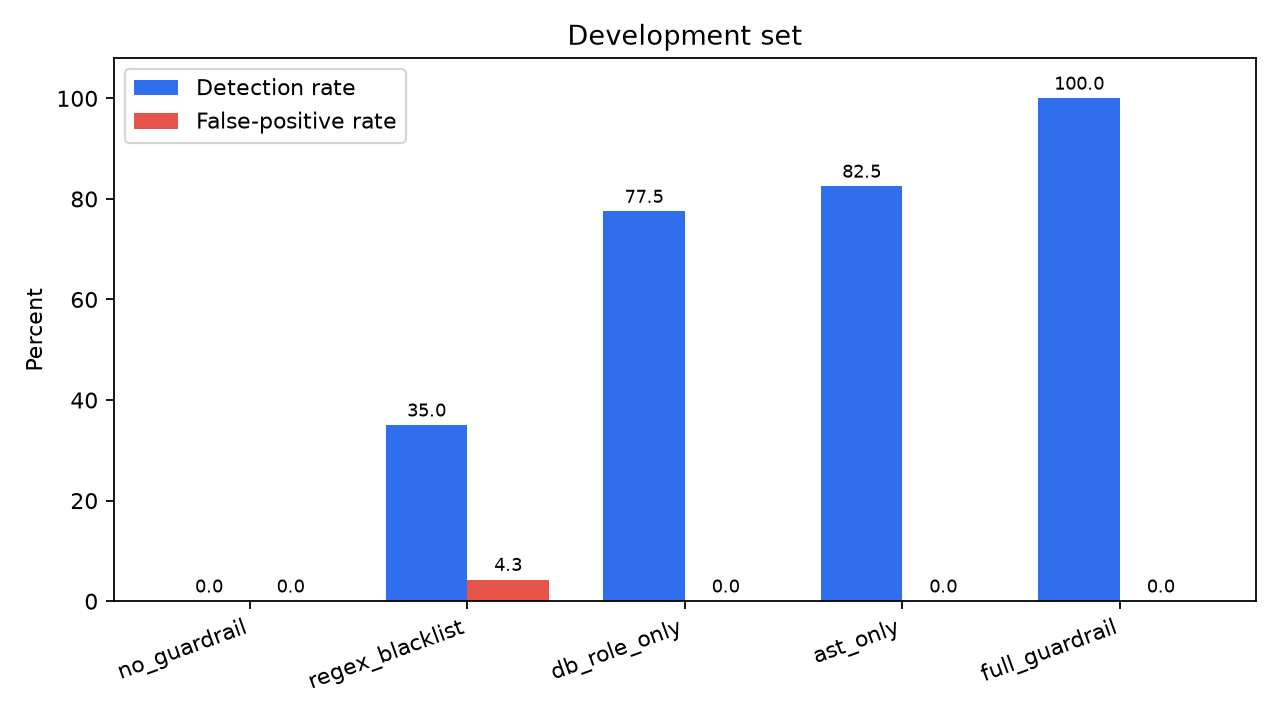 Development set
Detection rate
False-positive rate
Percent
100
80
60
40
20
0
0.0 0.0
35.0 4.3
77.5 0.0
82.5 0.0
100.0 0.0
no_guardrail
regex_blacklist
db_role_only
ast_only
full_guardrail